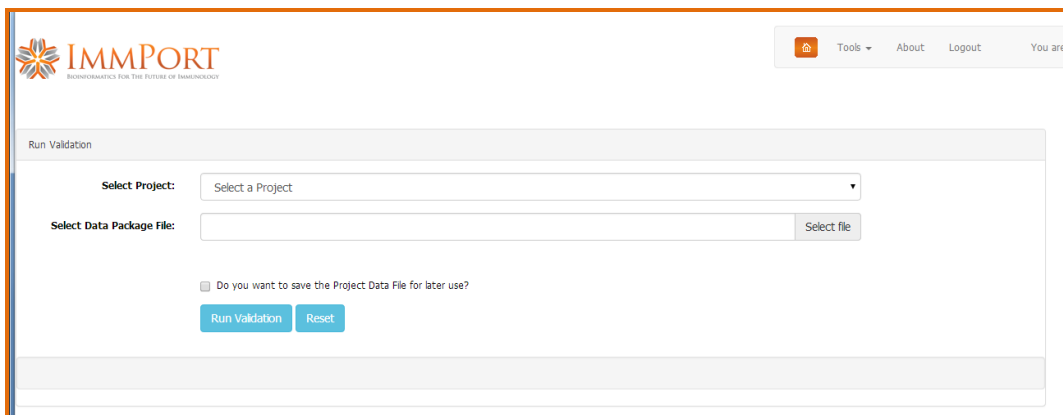 IMMPORT
BIOINFORMATICS FOR THE FUTURE OF IMMUNOLOGY
Tools About Logout You are
Run Validation
Select Project: Select a Project
Select Data Package File: Select file
Do you want to save the Project Data File for later use?
Run Validation Reset